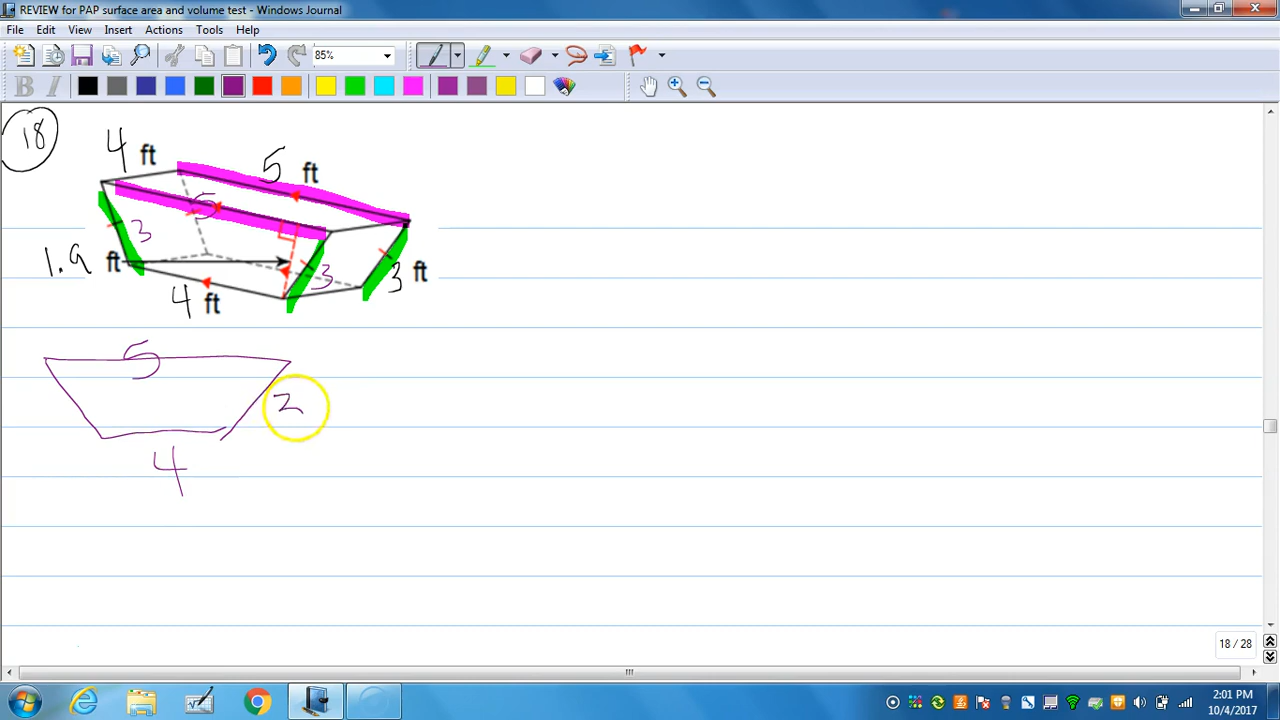 REVIEW for PAP surface area and volume test - Windows Journal
File Edit View Insert Actions Tools Help
85%
B I
18
4 ft 5 ft
5
3
1.9 ft
3 3 ft
4 ft
5
4
18 / 28
2:01 PM
10/4/2017